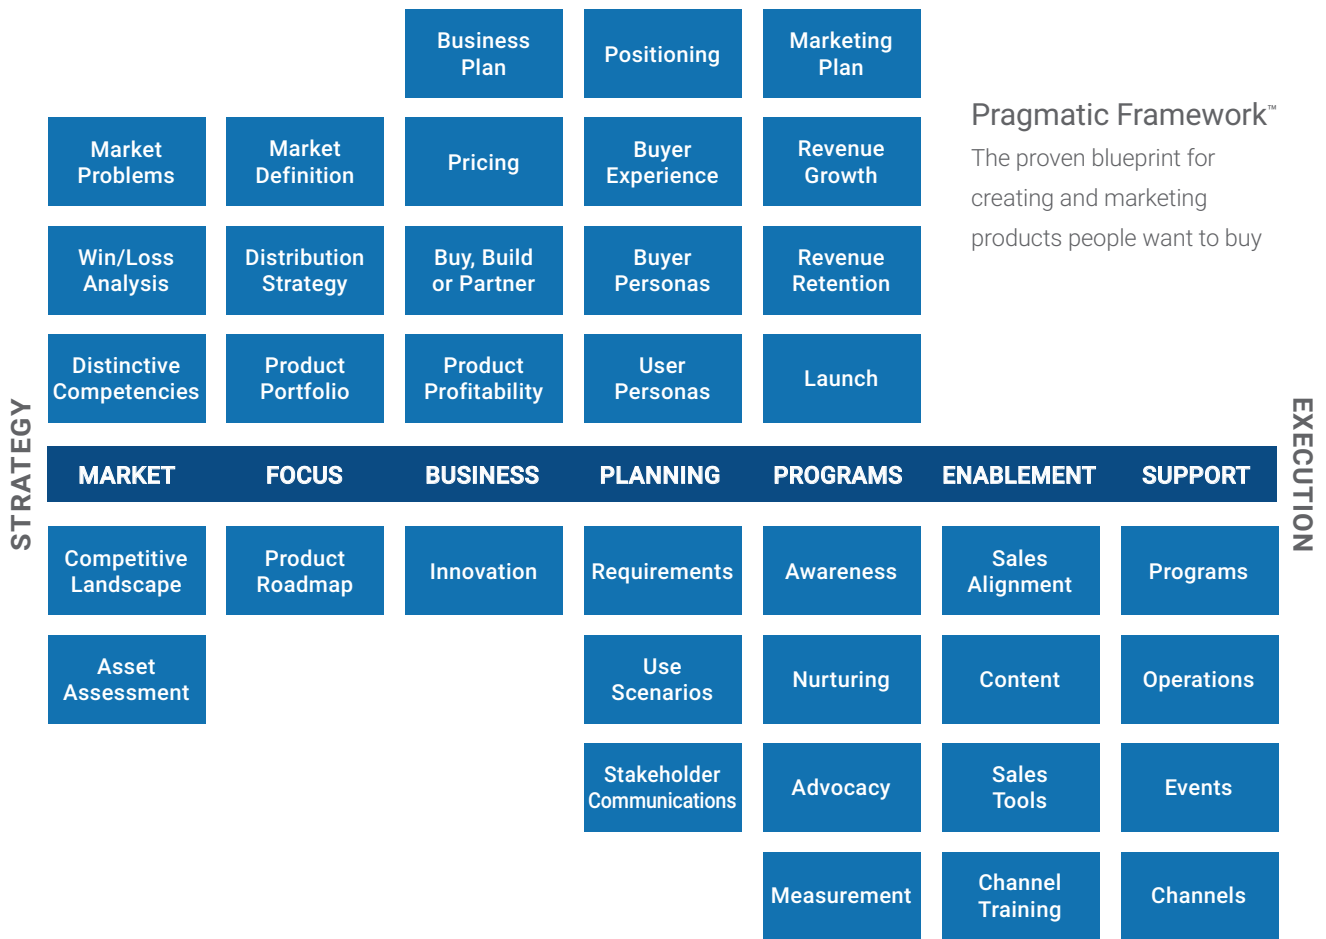 Business
Plan
Positioning
Marketing
Plan
Pragmatic Framework™
The proven blueprint for
creating and marketing
products people want to buy
Market
Problems
Market
Definition
Pricing
Buyer
Experience
Revenue
Growth
Win/Loss
Analysis
Distribution
Strategy
Buy, Build
or Partner
Buyer
Personas
Revenue
Retention
Distinctive
Competencies
Product
Portfolio
Product
Profitability
User
Personas
Launch
STRATEGY
MARKET
FOCUS
BUSINESS
PLANNING
PROGRAMS
ENABLEMENT
SUPPORT
EXECUTION
Competitive
Landscape
Product
Roadmap
Innovation
Requirements
Awareness
Sales
Alignment
Programs
Asset
Assessment
Use
Scenarios
Nurturing
Content
Operations
Stakeholder
Communications
Advocacy
Sales
Tools
Events
Measurement
Channel
Training
Channels